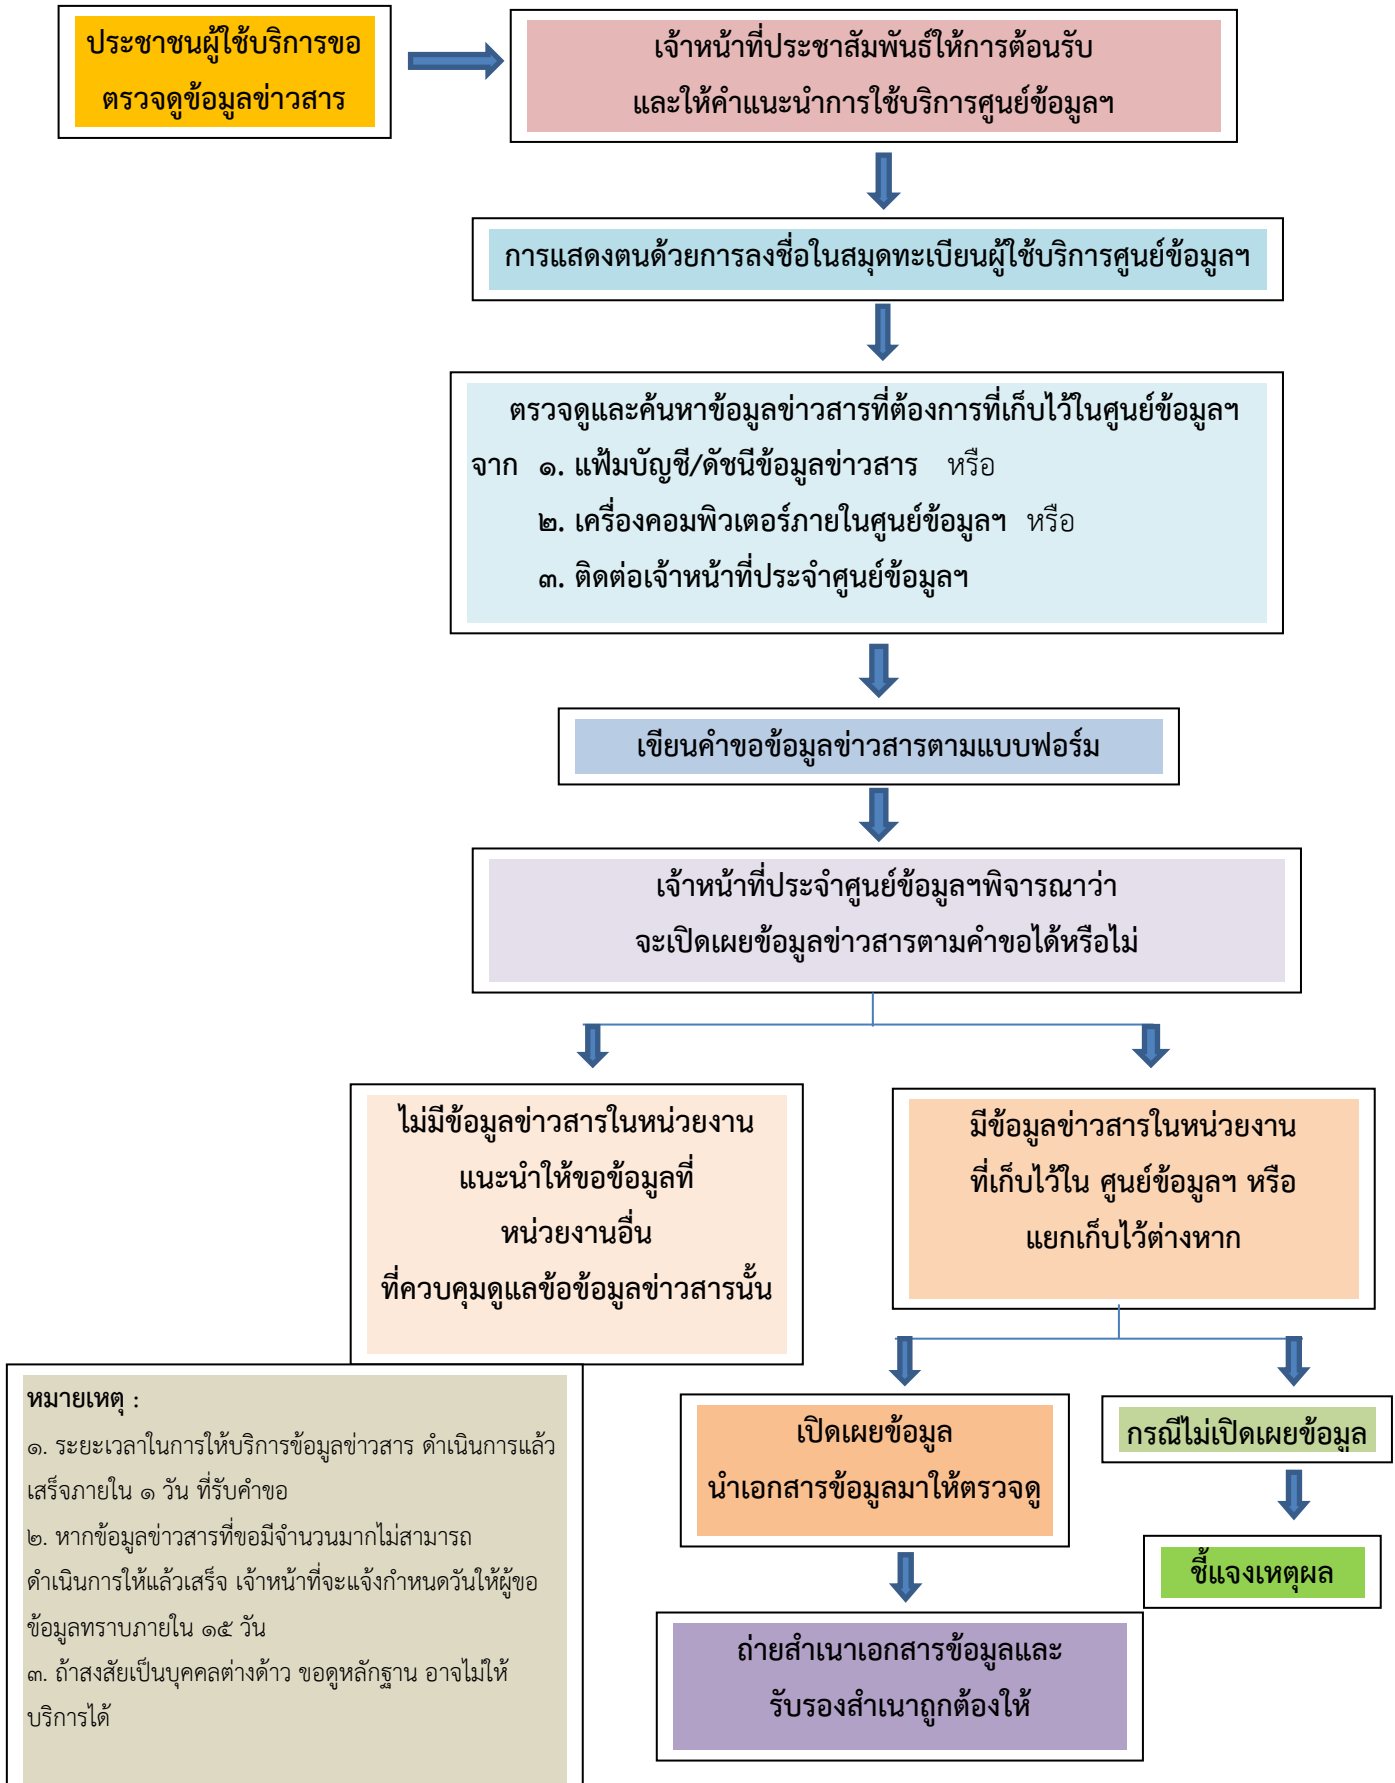 ประชาชนผู้ใช้บริการขอ
ตรวจดูข้อมูลข่าวสาร
เจ้าหน้าที่ประชาสัมพันธ์ให้การต้อนรับ
และให้คำแนะนำการใช้บริการศูนย์ข้อมูลฯ
การแสดงตนด้วยการลงชื่อในสมุดทะเบียนผู้ใช้บริการศูนย์ข้อมูลฯ
ตรวจดูและค้นหาข้อมูลข่าวสารที่ต้องการที่เก็บไว้ในศูนย์ข้อมูลฯ
จาก ๑. แฟ้มบัญชี/ดัชนีข้อมูลข่าวสาร หรือ
๒. เครื่องคอมพิวเตอร์ภายในศูนย์ข้อมูลฯ หรือ
๓. ติดต่อเจ้าหน้าที่ประจำศูนย์ข้อมูลฯ
เขียนคำขอข้อมูลข่าวสารตามแบบฟอร์ม
เจ้าหน้าที่ประจำศูนย์ข้อมูลฯพิจารณาว่า
จะเปิดเผยข้อมูลข่าวสารตามคำขอได้หรือไม่
ไม่มีข้อมูลข่าวสารในหน่วยงาน
แนะนำให้ขอข้อมูลที่
หน่วยงานอื่น
ที่ควบคุมดูแลข้อข้อมูลข่าวสารนั้น
มีข้อมูลข่าวสารในหน่วยงาน
ที่เก็บไว้ใน ศูนย์ข้อมูลฯ หรือ
แยกเก็บไว้ต่างหาก
เปิดเผยข้อมูล
นำเอกสารข้อมูลมาให้ตรวจดู
กรณีไม่เปิดเผยข้อมูล
ชี้แจงเหตุผล
ถ่ายสำเนาเอกสารข้อมูลและ
รับรองสำเนาถูกต้องให้
หมายเหตุ :
๑. ระยะเวลาในการให้บริการข้อมูลข่าวสาร ดำเนินการแล้ว
เสร็จภายใน ๑ วัน ที่รับคำขอ
๒. หากข้อมูลข่าวสารที่ขอมีจำนวนมากไม่สามารถ
ดำเนินการให้แล้วเสร็จ เจ้าหน้าที่จะแจ้งกำหนดวันให้ผู้ขอ
ข้อมูลทราบภายใน ๑๕ วัน
๓. ถ้าสงสัยเป็นบุคคลต่างด้าว ขอดูหลักฐาน อาจไม่ให้
บริการได้